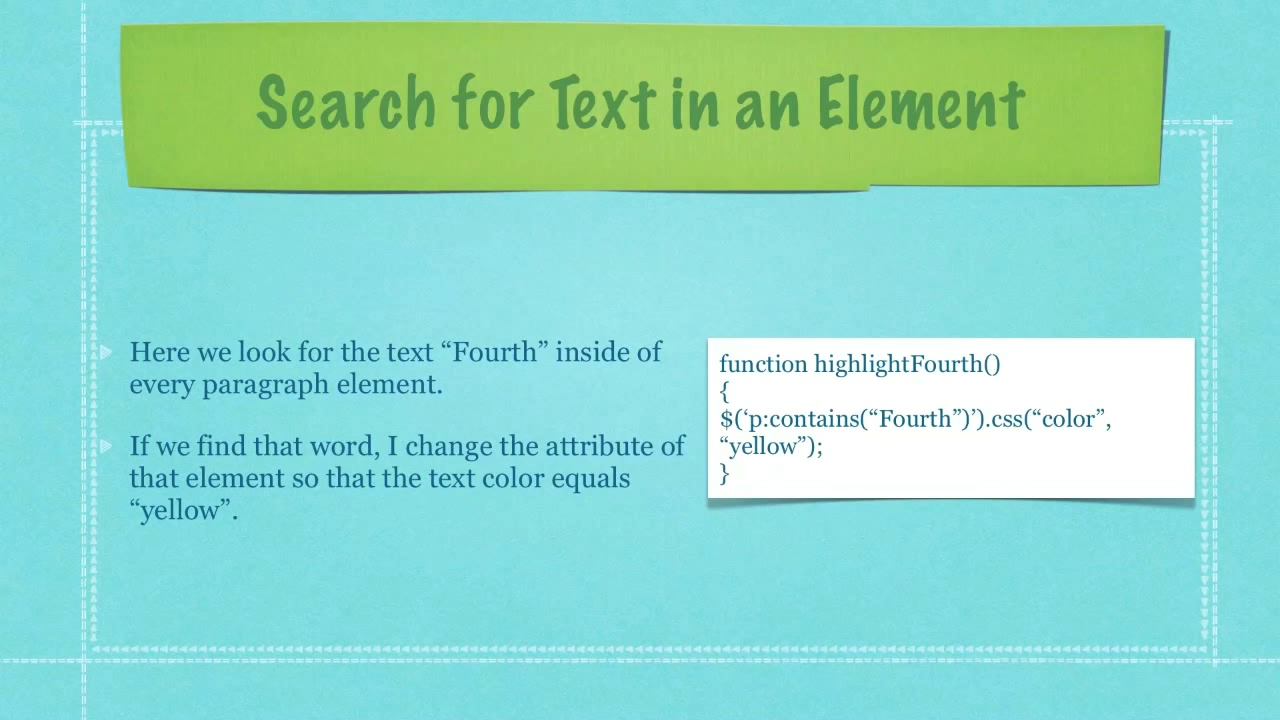 Search for Text in an Element
Here we look for the text “Fourth” inside of
every paragraph element.
If we find that word, I change the attribute of
that element so that the text color equals
“yellow”.
function highlightFourth()
{
$(‘p:contains(“Fourth”)’).css(“color”,
“yellow”);
}